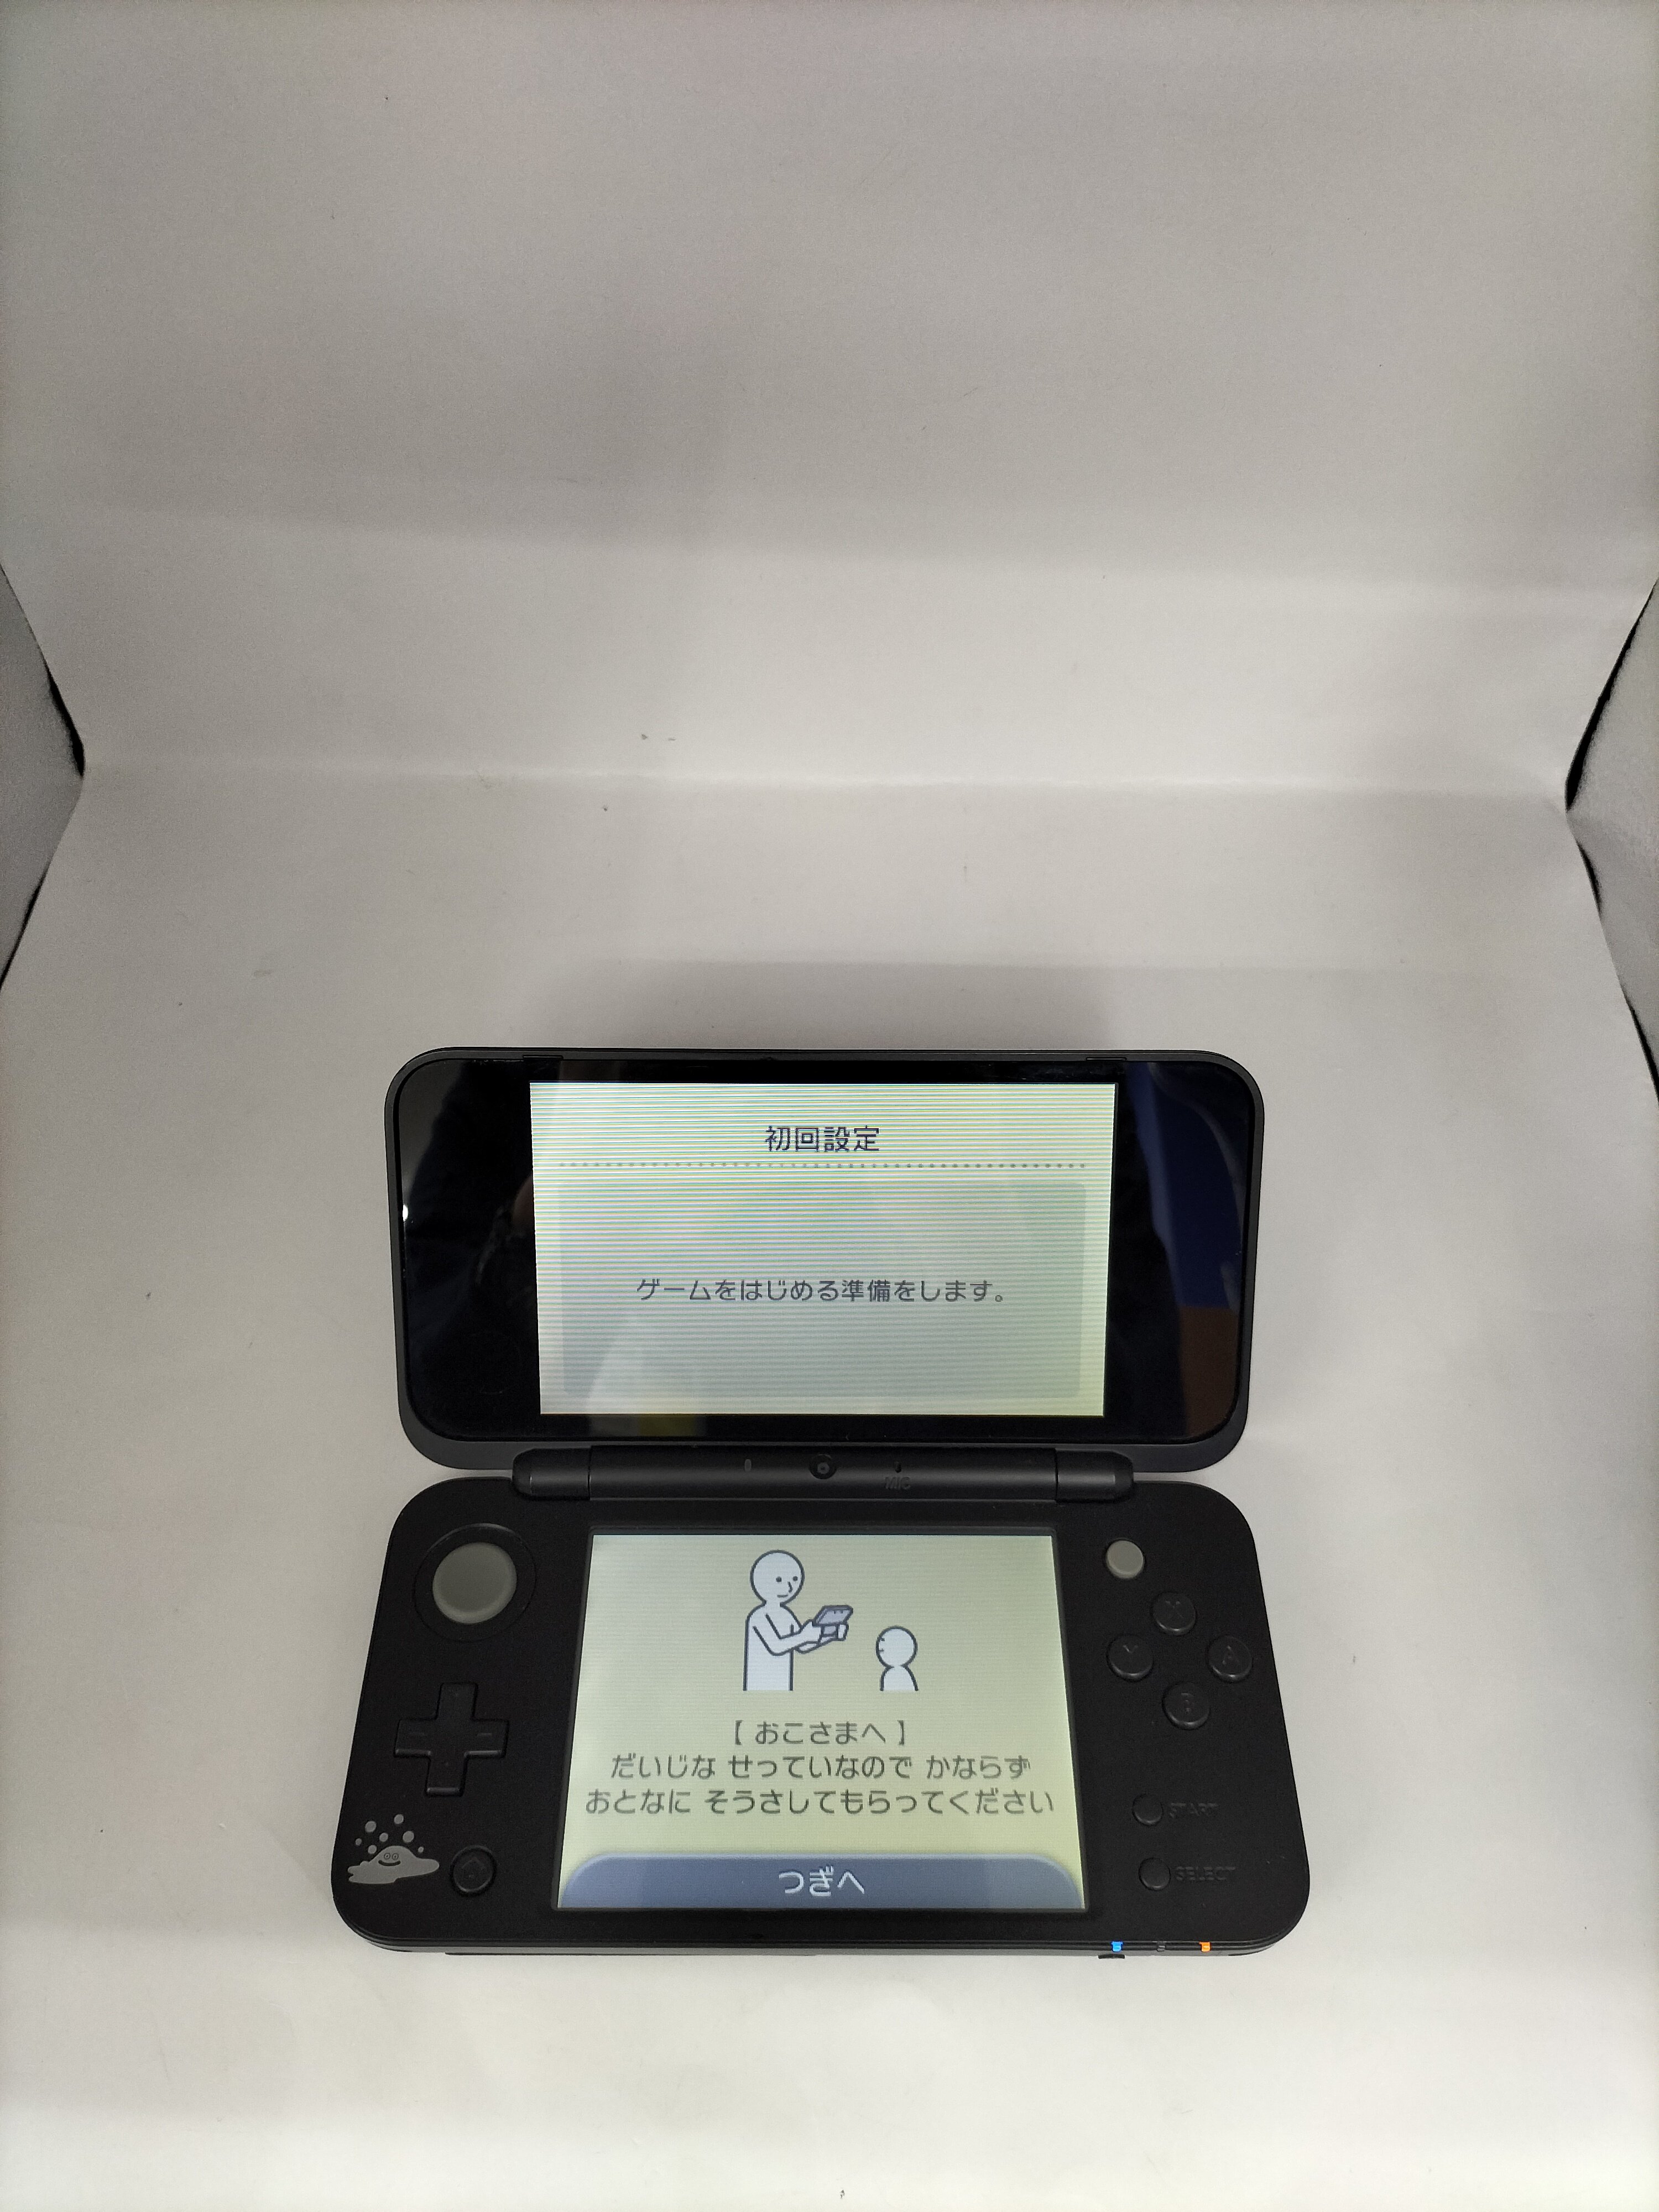 初回設定
ゲームをはじめる準備をします。
MIC
【 おこさまへ 】
だいじな せっていなので かならず
おとなに そうさしてもらってください
つぎへ
X
Y
A
B
START
SELECT